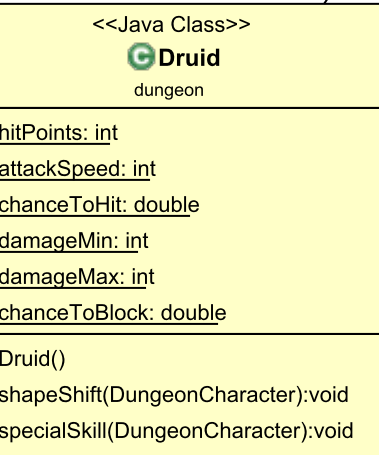 <<Java Class>>
C Druid
dungeon
hitPoints: int
attackSpeed: int
chanceToHit: double
damageMin: int
damageMax: int
chanceToBlock: double
Druid()
shapeShift(DungeonCharacter):void
specialSkill(DungeonCharacter):void